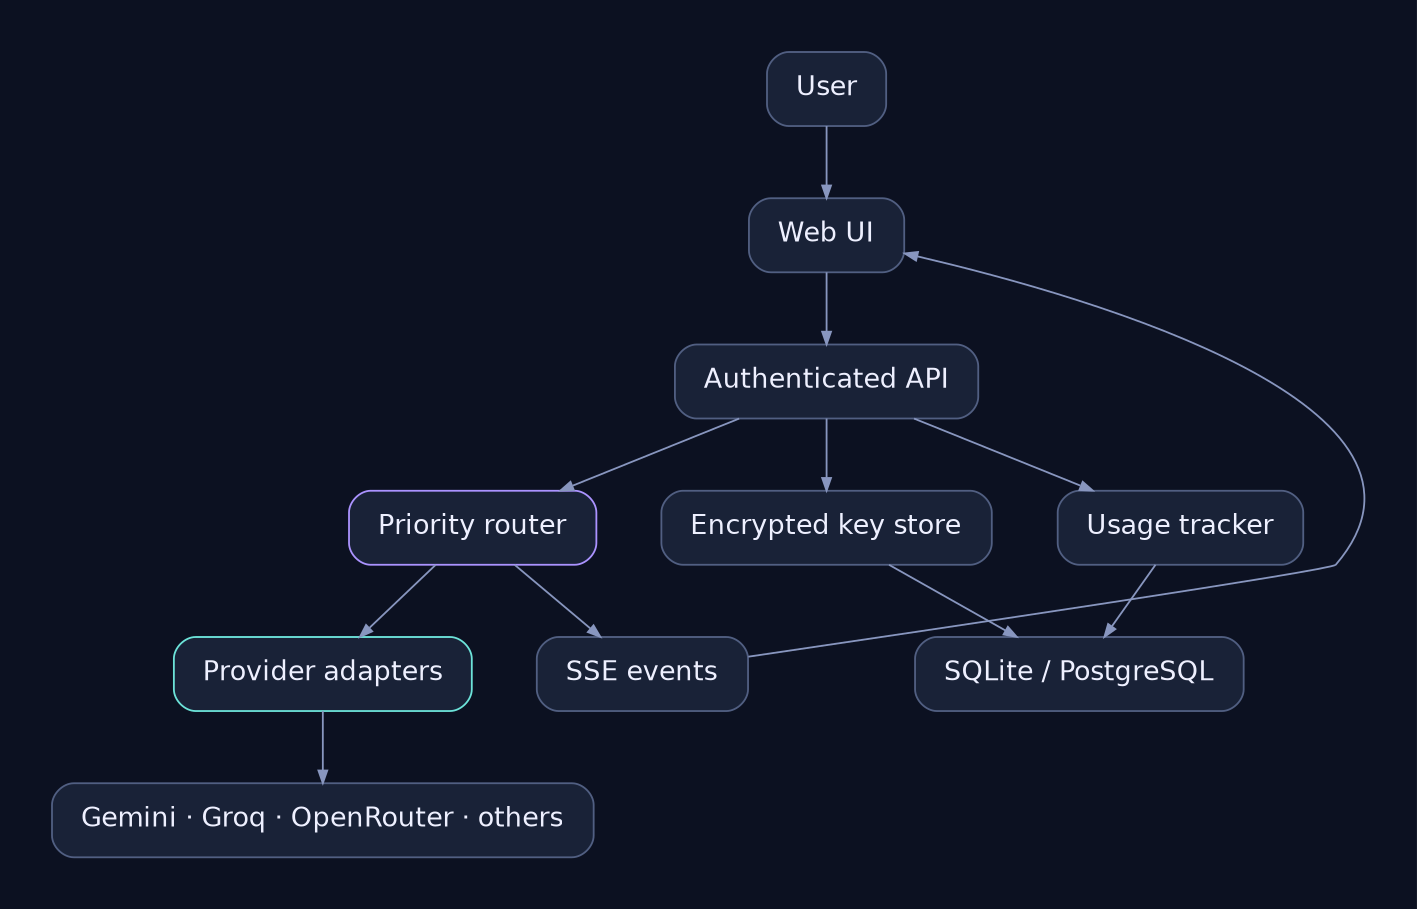 User
Web UI
Authenticated API
Priority router
Encrypted key store
Usage tracker
Provider adapters
SSE events
SQLite / PostgreSQL
Gemini · Groq · OpenRouter · others